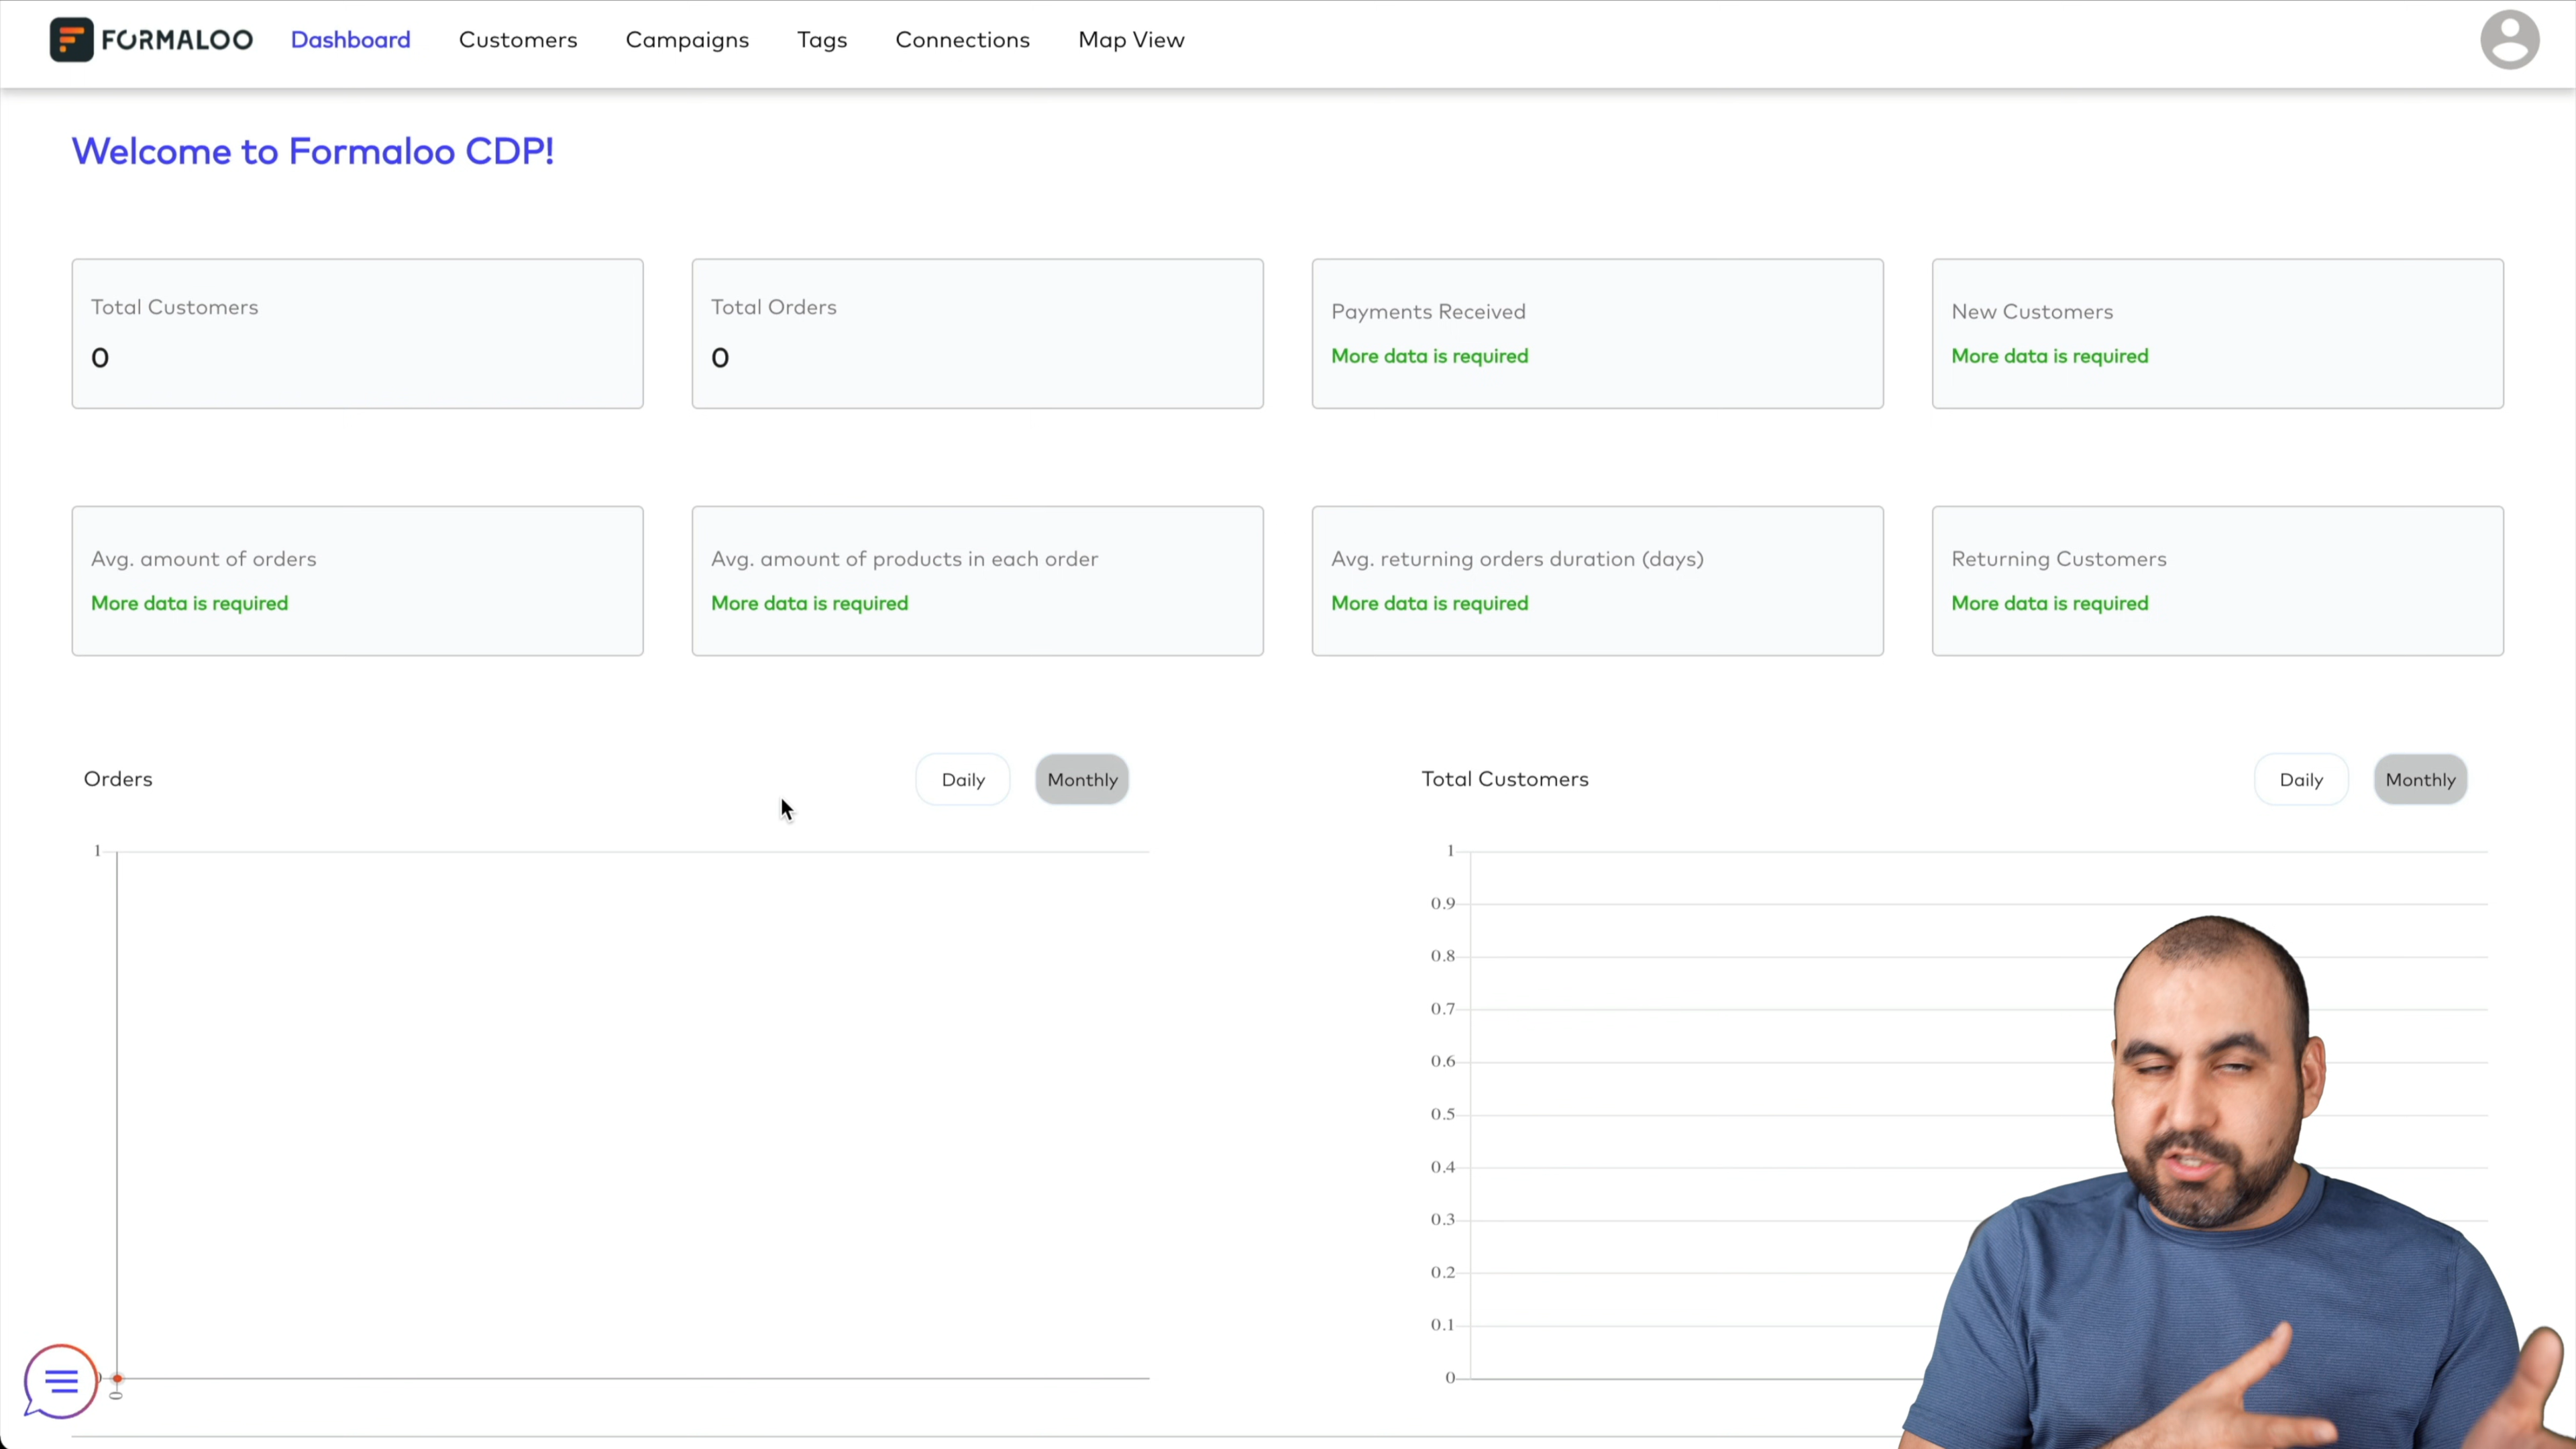 FORMALOO Dashboard Customers Campaigns Tags Connections Map View
Welcome to Formaloo CDP!
Total Customers
0
Total Orders
0
Payments Received
More data is required
New Customers
More data is required
Avg. amount of orders
More data is required
Avg. amount of products in each order
More data is required
Avg. returning orders duration (days)
More data is required
Returning Customers
More data is required
Orders
Daily
Monthly
1
0
Total Customers
Daily
Monthly
1
0.9
0.8
0.7
0.6
0.5
0.4
0.3
0.2
0.1
0